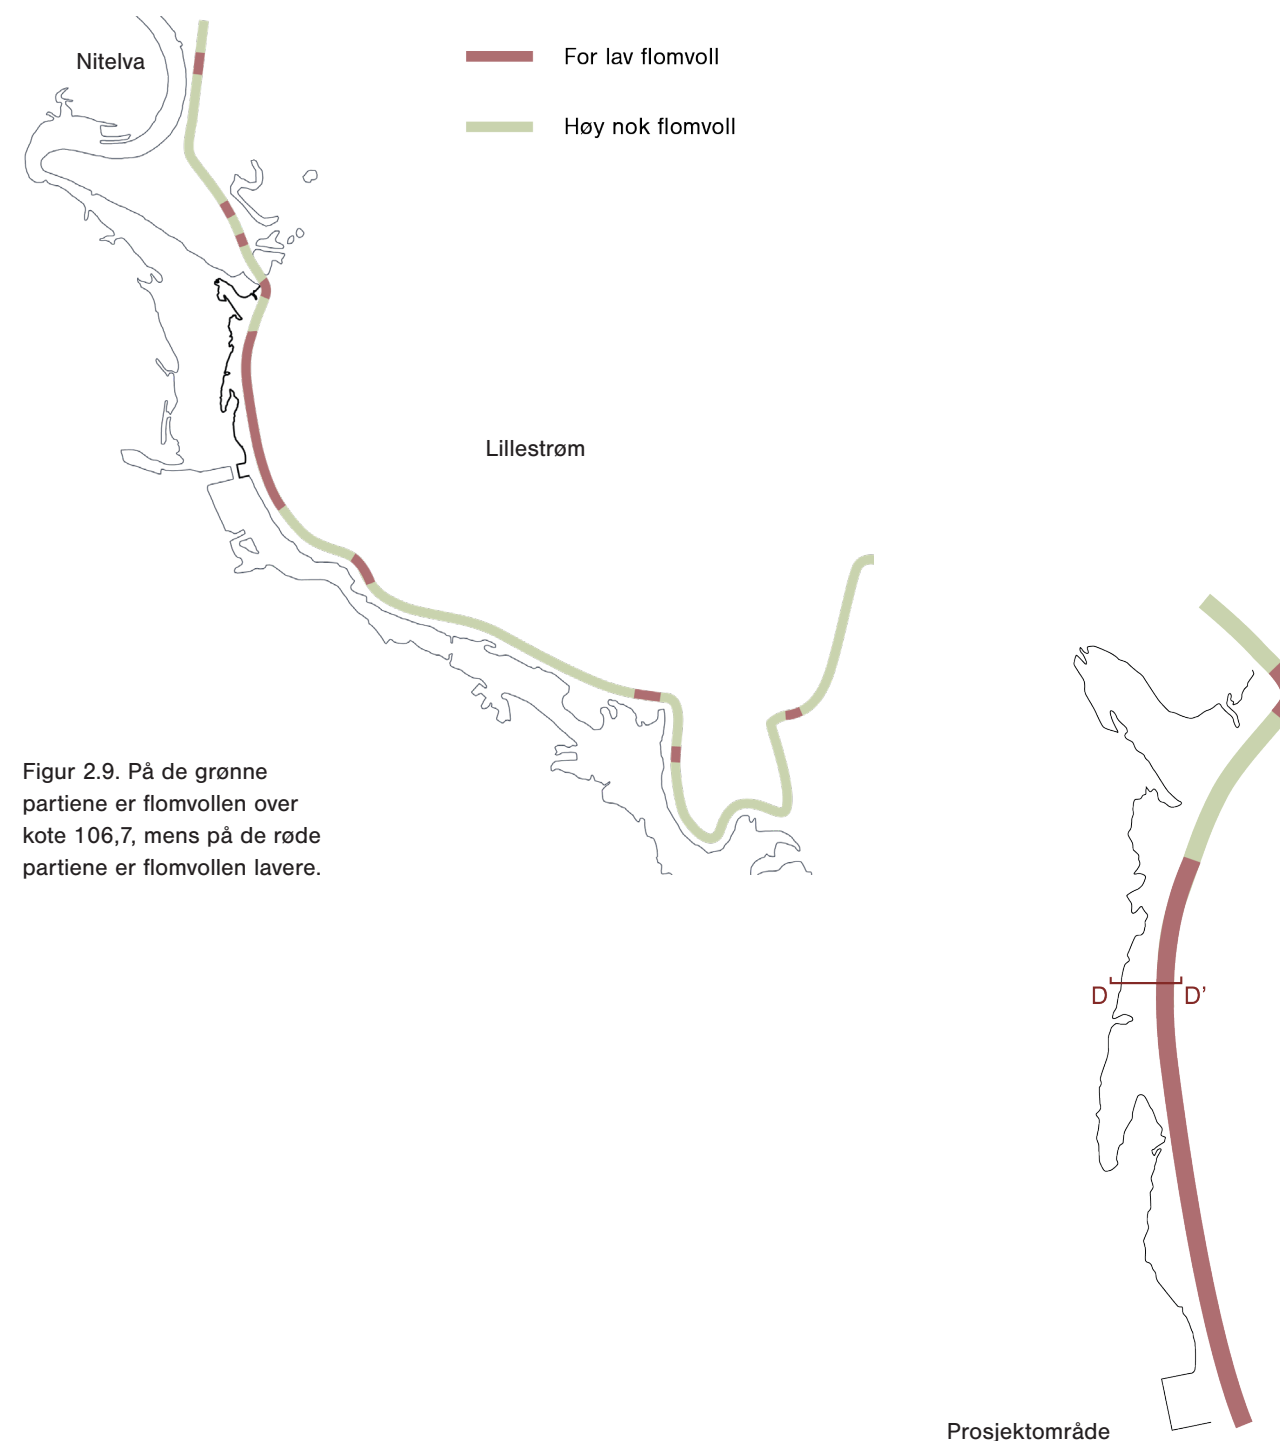 Nitelva
For lav flomvoll
Høy nok flomvoll
Lillestrøm
Figur 2.9. På de grønne
partiene er flomvollen over
kote 106,7, mens på de røde
partiene er flomvollen lavere.
D D’
Prosjektområde